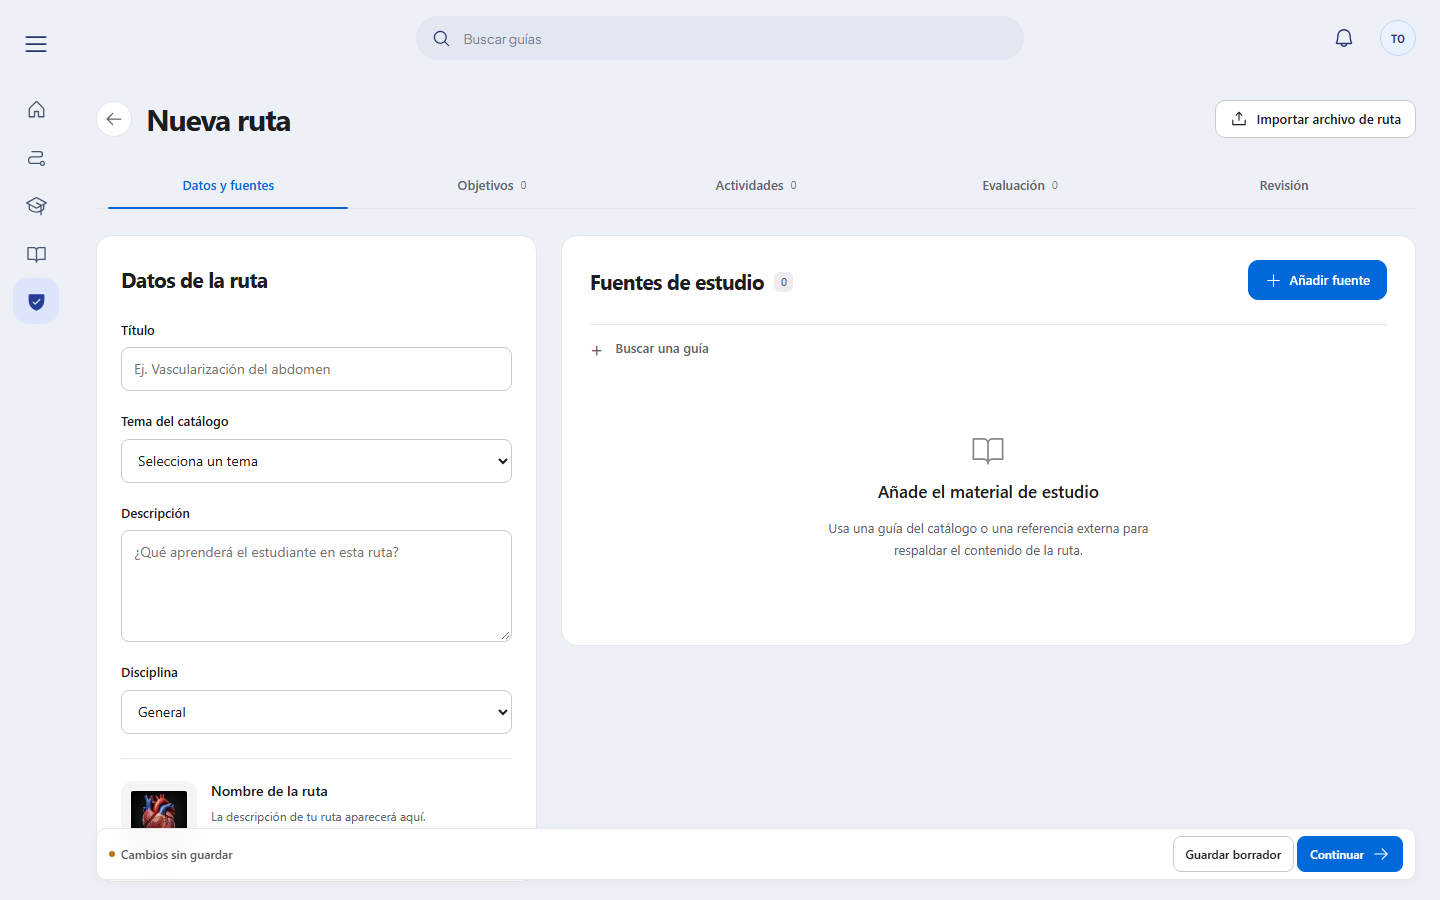 Buscar guías
TO
Nueva ruta
Importar archivo de ruta
Datos y fuentes
Objetivos 0
Actividades 0
Evaluación 0
Revisión
Datos de la ruta
Título
Ej. Vascularización del abdomen
Tema del catálogo
Selecciona un tema
Descripción
¿Qué aprenderá el estudiante en esta ruta?
Disciplina
General
Nombre de la ruta
La descripción de tu ruta aparecerá aquí.
Fuentes de estudio 0
Añadir fuente
Buscar una guía
Añade el material de estudio
Usa una guía del catálogo o una referencia externa para
respaldar el contenido de la ruta.
Cambios sin guardar
Guardar borrador
Continuar